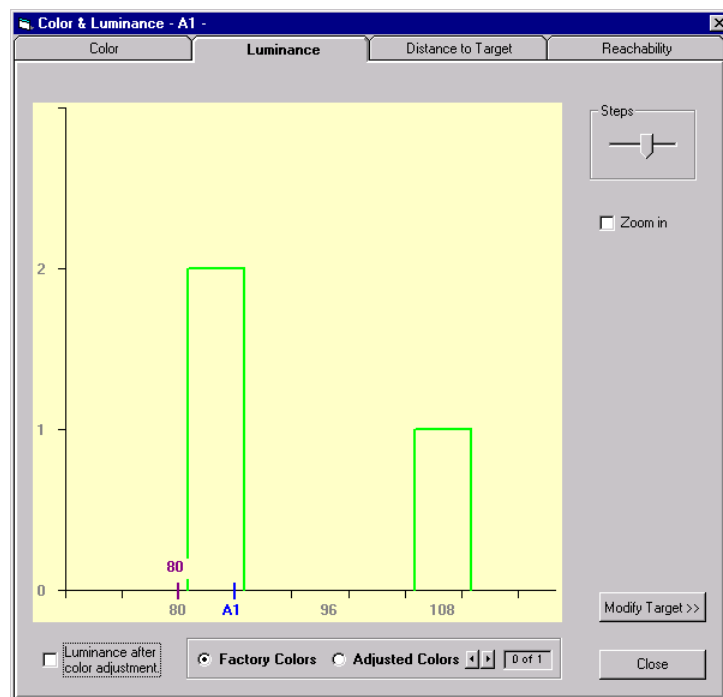 Color & Luminance - A1 -
Color
Luminance
Distance to Target
Reachability
Steps
Zoom in
2
1
0
80
80
A1
96
108
Modify Target >>
Luminance after
color adjustment.
Factory Colors
Adjusted Colors
0 of 1
Close